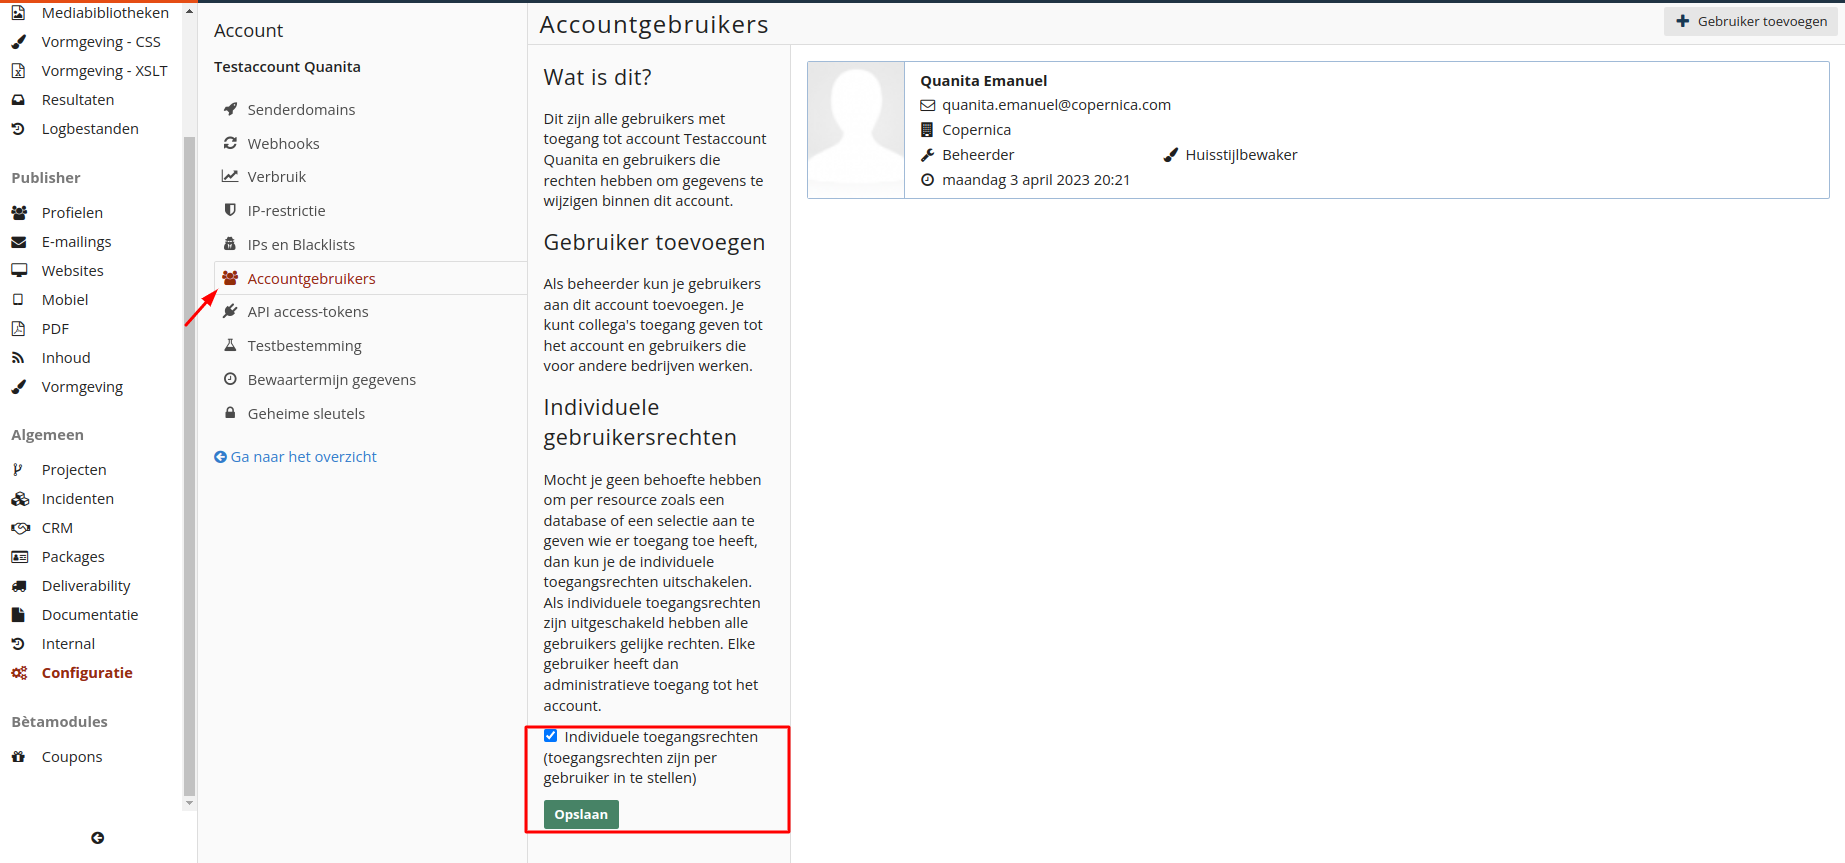 Mediabibliotheken
Vormgeving - CSS
Vormgeving - XSLT
Resultaten
Logbestanden
Publisher
Profielen
E-mailings
Websites
Mobiel
PDF
Inhoud
Vormgeving
Algemeen
Projecten
Incidenten
CRM
Packages
Deliverability
Documentatie
Internal
Configuratie
Bètamodules
Coupons
Account
Testaccount Quanita
Senderdomains
Webhooks
Verbruik
IP-restrictie
IPs en Blacklists
Accountgebruikers
API access-tokens
Testbestemming
Bewaartermijn gegevens
Geheime sleutels
Ga naar het overzicht
Accountgebruikers
Gebruiker toevoegen
Wat is dit?
Dit zijn alle gebruikers met
toegang tot account Testaccount
Quanita en gebruikers die
rechten hebben om gegevens te
wijzigen binnen dit account.
Gebruiker toevoegen
Als beheerder kun je gebruikers
aan dit account toevoegen. Je
kunt collega's toegang geven tot
het account en gebruikers die
voor andere bedrijven werken.
Individuele
gebruikersrechten
Mocht je geen behoefte hebben
om per resource zoals een
database of een selectie aan te
geven wie er toegang toe heeft,
dan kun je de individuele
toegangsrechten uitschakelen.
Als individuele toegangsrechten
zijn uitgeschakeld hebben alle
gebruikers gelijke rechten. Elke
gebruiker heeft dan
administratieve toegang tot het
account.
Individuele toegangsrechten
(toegangsrechten zijn per
gebruiker in te stellen)
Opslaan
Quanita Emanuel
quanita.emanuel@copernica.com
Copernica
Beheerder Huisstijlbewaker
maandag 3 april 2023 20:21